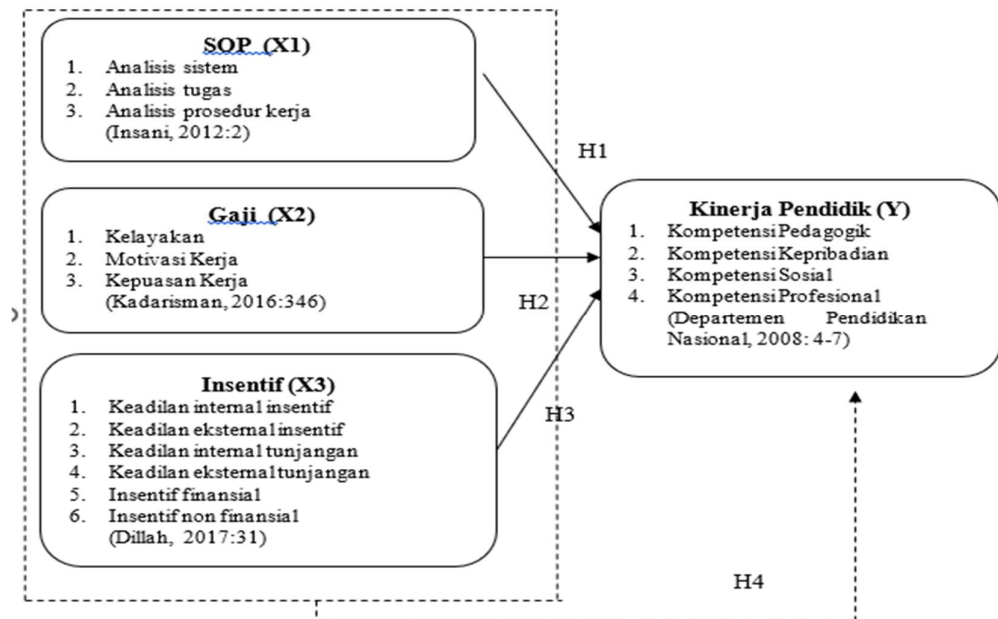 SOP (X1)
1. Analisis sistem
2. Analisis tugas
3. Analisis prosedur kerja
(Insani, 2012:2)
H1
Gaji (X2)
1. Kelayakan
2. Motivasi Kerja
3. Kepuasan Kerja
(Kadarisman, 2016:346)
H2
Kinerja Pendidik (Y)
1. Kompetensi Pedagogik
2. Kompetensi Kepribadian
3. Kompetensi Sosial
4. Kompetensi Profesional
(Departemen Pendidikan
Nasional, 2008: 4-7)
Insentif (X3)
1. Keadilan internal insentif
2. Keadilan eksternal insentif
3. Keadilan internal tunjangan
4. Keadilan eksternal tunjangan
5. Insentif finansial
6. Insentif non finansial
(Dillah, 2017:31)
H3
H4